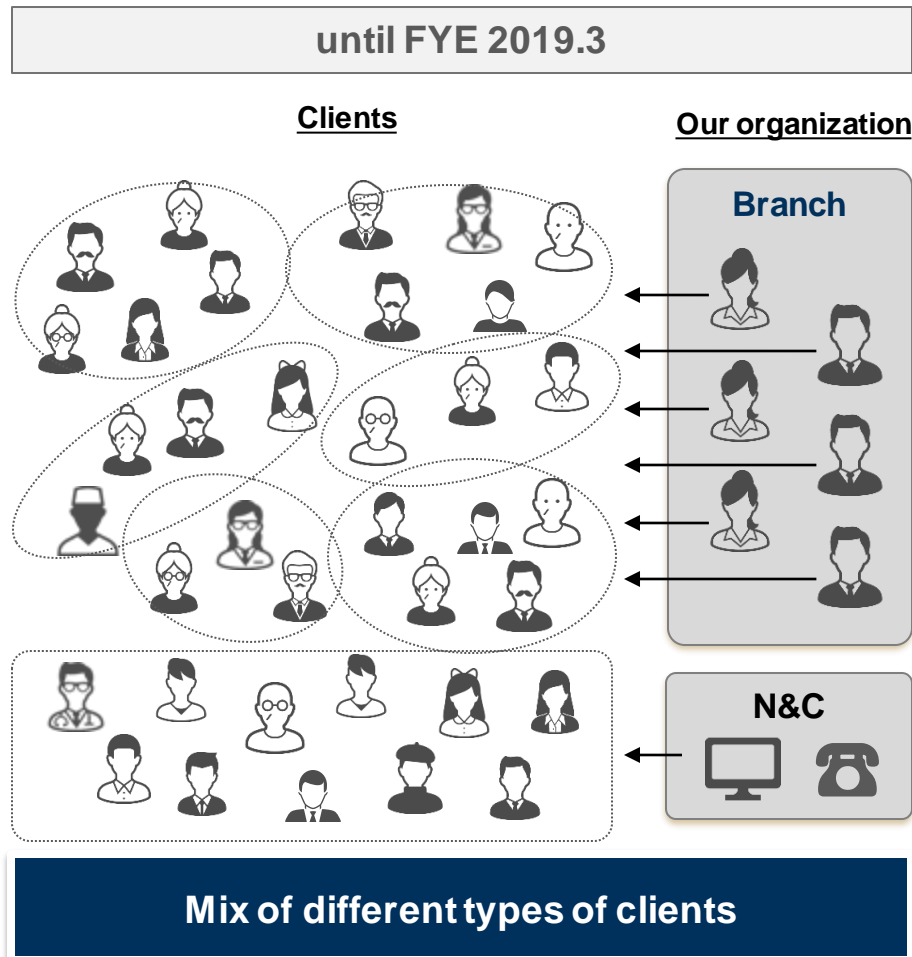 until FYE 2019.3
Clients
Our organization
Branch
N&C
Mix of different types of clients